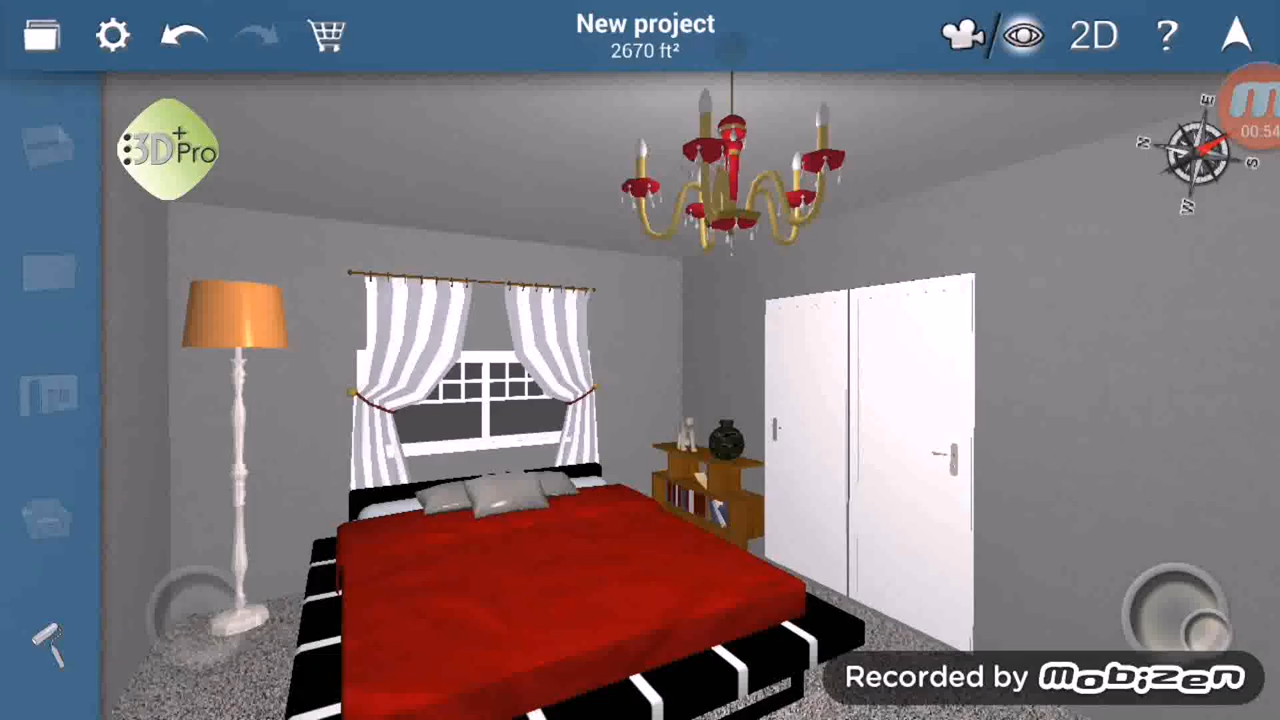 New project
2670 ft²
2D
?
3D+Pro
E
N
S
W
00:54
Recorded by mobizen